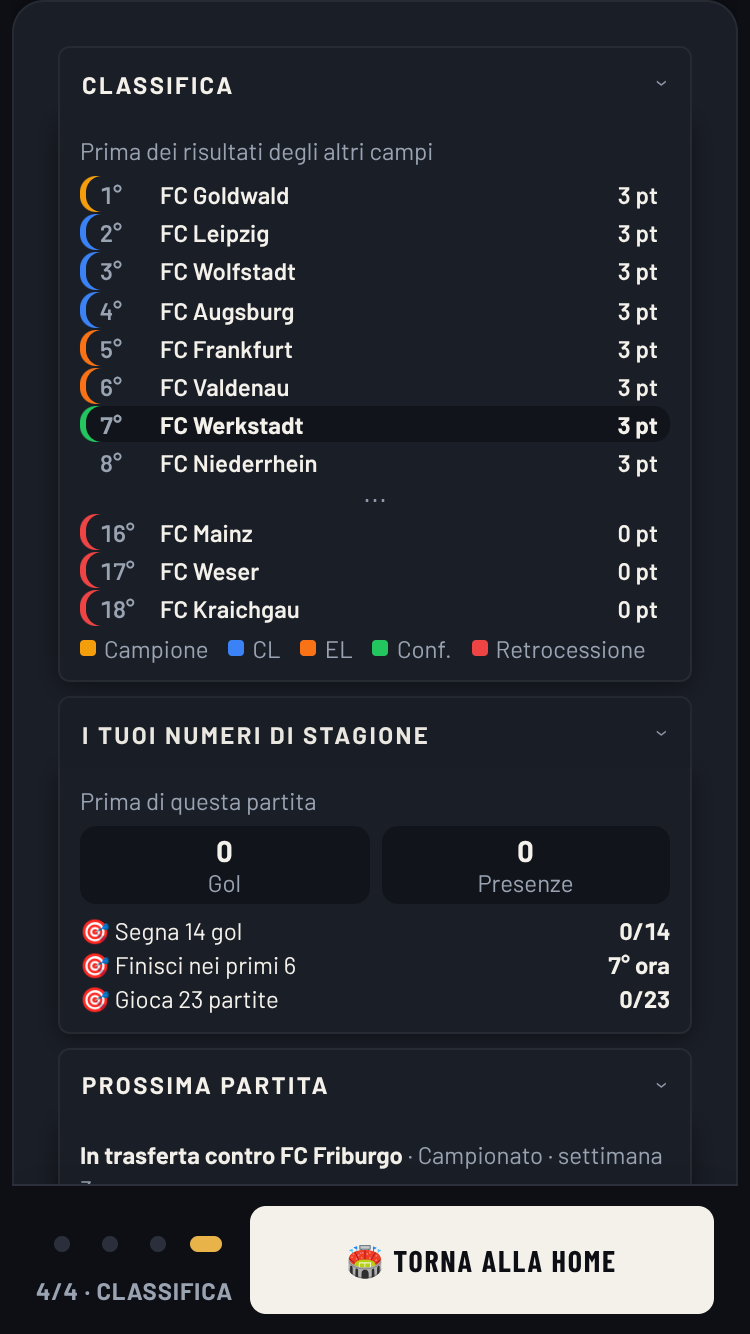 CLASSIFICA
Prima dei risultati degli altri campi
1° FC Goldwald 3 pt
2° FC Leipzig 3 pt
3° FC Wolfstadt 3 pt
4° FC Augsburg 3 pt
5° FC Frankfurt 3 pt
6° FC Valdenau 3 pt
7° FC Werkstadt 3 pt
8° FC Niederrhein 3 pt
...
16° FC Mainz 0 pt
17° FC Weser 0 pt
18° FC Kraichgau 0 pt
Campione CL EL Conf. Retrocessione
I TUOI NUMERI DI STAGIONE
Prima di questa partita
0 0
Gol Presenze
🎯 Segna 14 gol 0/14
🎯 Finisci nei primi 6 7° ora
🎯 Gioca 23 partite 0/23
PROSSIMA PARTITA
In trasferta contro FC Friburgo · Campionato · settimana
🏟️ TORNA ALLA HOME
4/4 · CLASSIFICA